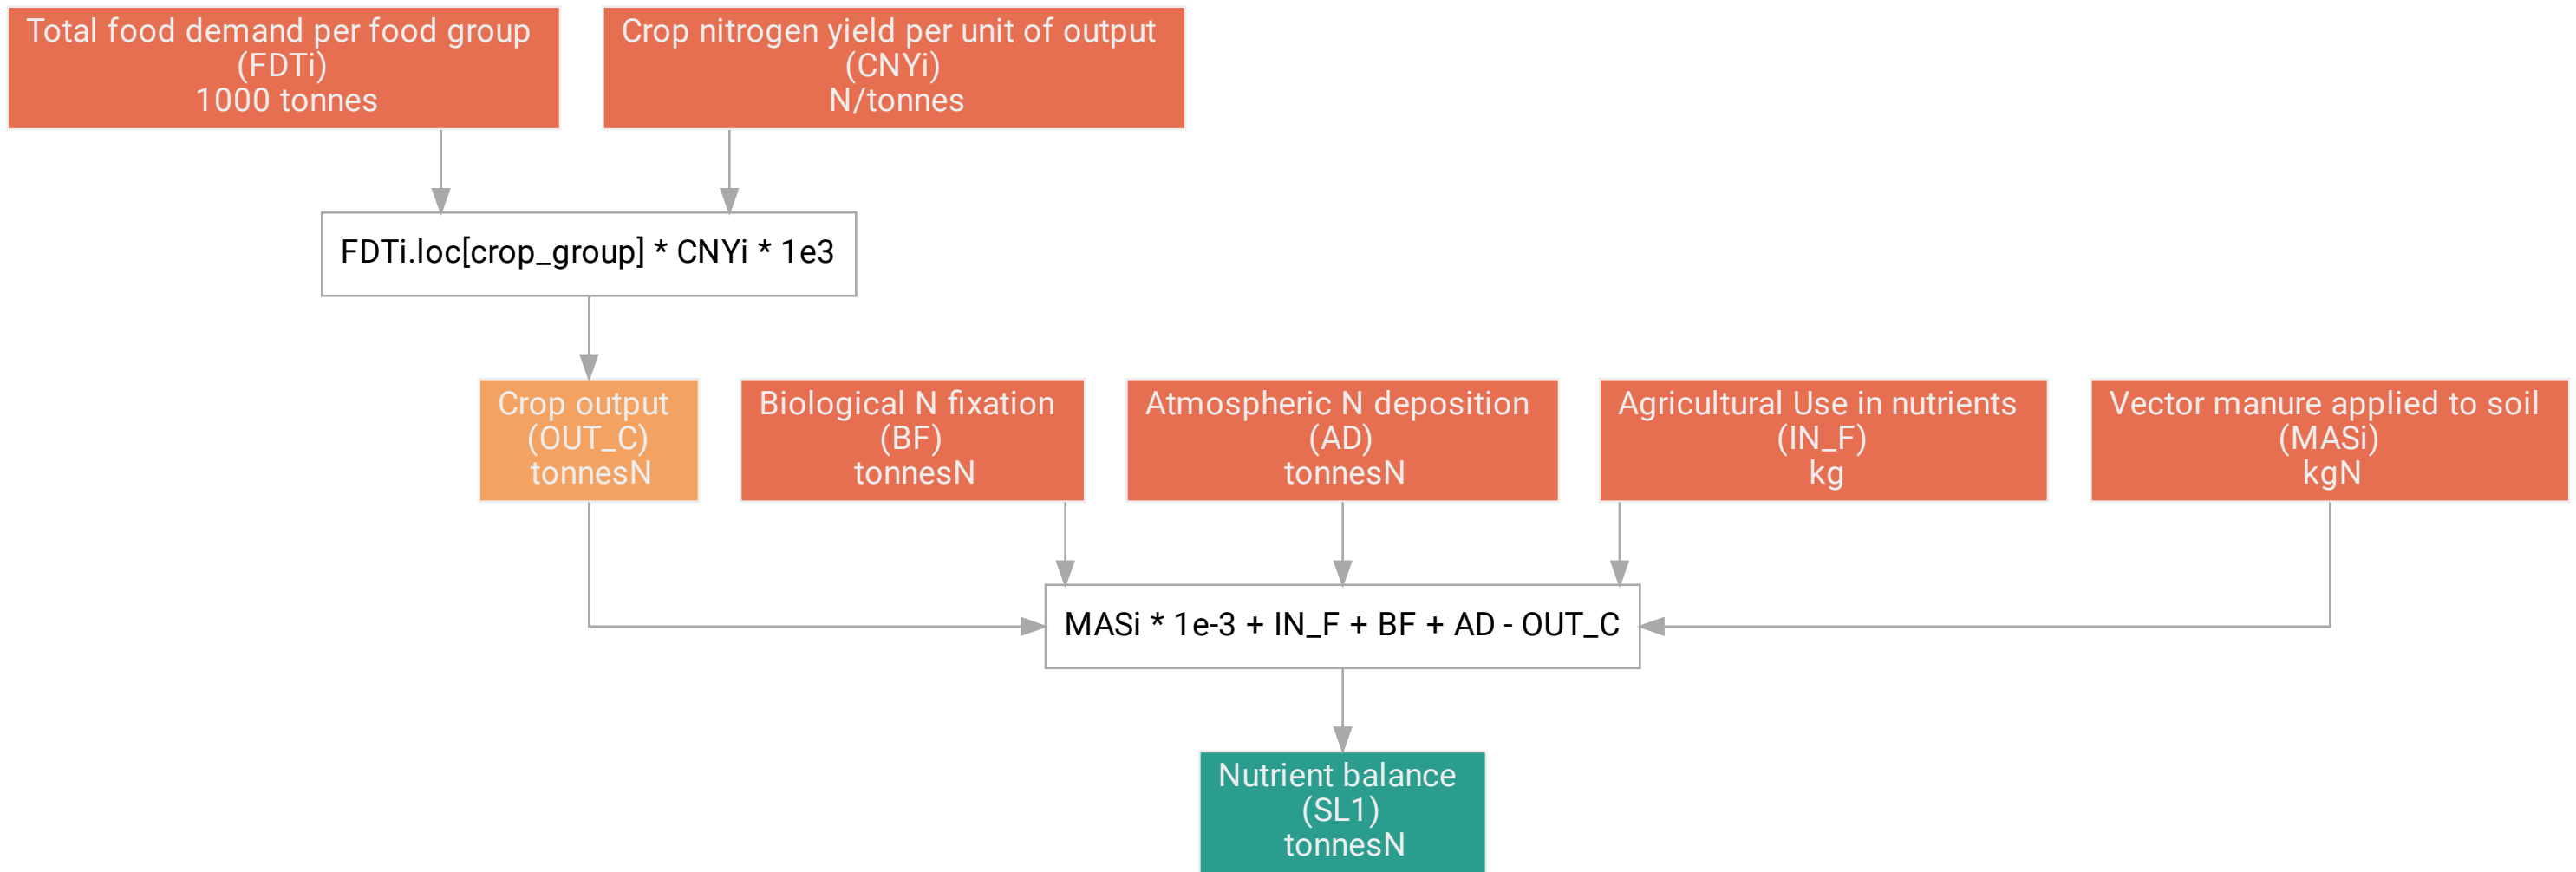 Total food demand per food group
(FDTi)
1000 tonnes
Crop nitrogen yield per unit of output
(CNYi)
N/tonnes
FDTi.loc[crop_group] * CNYi * 1e3
Crop output
(OUT_C)
tonnesN
Biological N fixation
(BF)
tonnesN
Atmospheric N deposition
(AD)
tonnesN
Agricultural Use in nutrients
(IN_F)
kg
Vector manure applied to soil
(MASi)
kgN
MASi * 1e-3 + IN_F + BF + AD - OUT_C
Nutrient balance
(SL1)
tonnesN